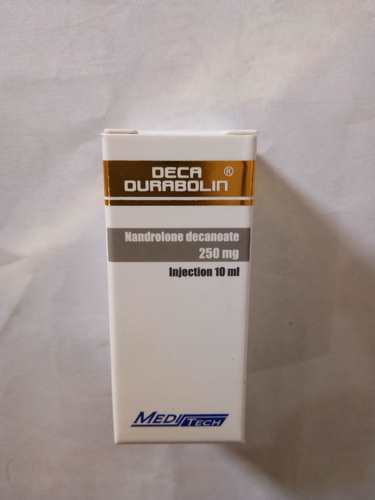 DECA ®
DURABOLIN
Nandrolone decanoate
250 mg
Injection 10 ml
MEDITECH